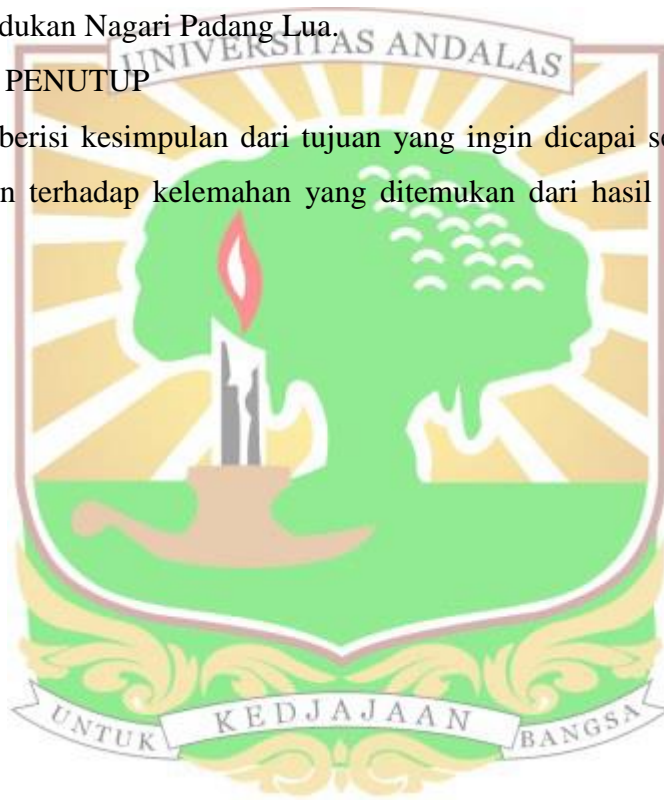 dukan Nagari Padang Lua.
UNIVERSITAS ANDALAS
PENUTUP
berisi kesimpulan dari tujuan yang ingin dicapai
n terhadap kelemahan yang ditemukan dari hasil
UNTUK KEDJAJAAN BANGSA